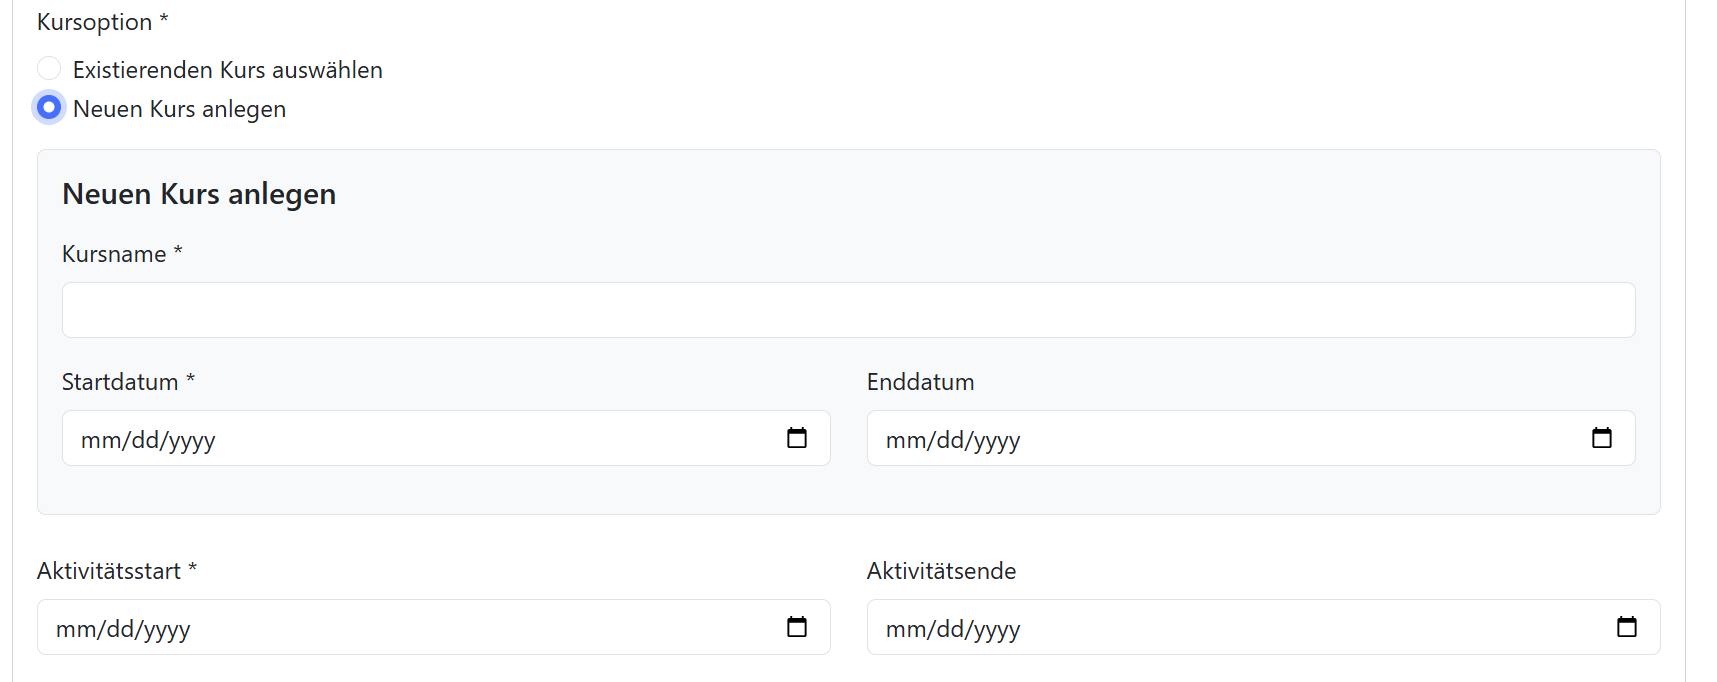 Kursoption *
Existierenden Kurs auswählen
Neuen Kurs anlegen
Neuen Kurs anlegen
Kursname *
Startdatum *
Enddatum
mm/dd/yyyy
mm/dd/yyyy
Aktivitätsstart *
Aktivitätsende
mm/dd/yyyy
mm/dd/yyyy